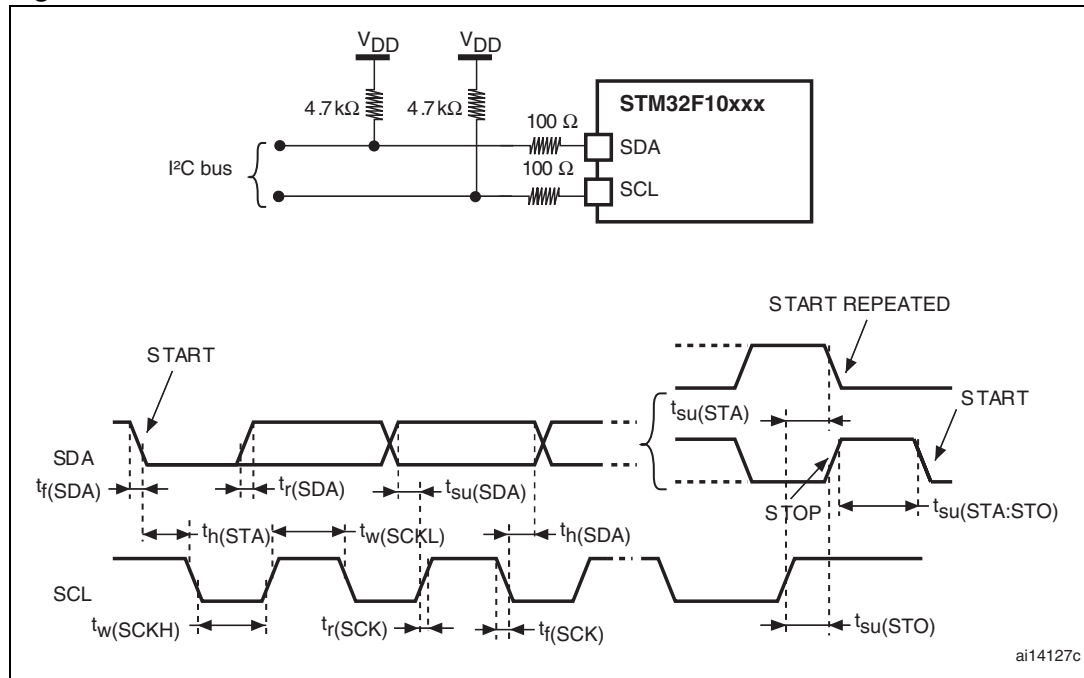 VDD VDD
STM32F10xxx
4.7kΩ 4.7kΩ
100 Ω
SDA
I²C bus
100 Ω
SCL
START REPEATED
START
START
tsu(STA)
SDA
tf(SDA) tr(SDA) tsu(SDA)
STOP tsu(STA:STO)
th(STA) tw(SCKL) th(SDA)
SCL
tw(SCKH) tr(SCK) tf(SCK) tsu(STO)
ai14127c